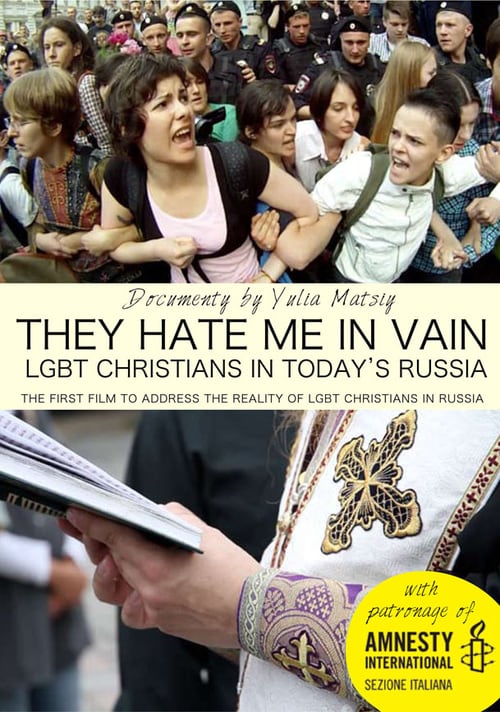 Documenty by Yulia Matsiy
THEY HATE ME IN VAIN
LGBT CHRISTIANS IN TODAY'S RUSSIA
THE FIRST FILM TO ADDRESS THE REALITY OF LGBT CHRISTIANS IN RUSSIA
with
patronage of
AMNESTY
INTERNATIONAL
SEZIONE ITALIANA